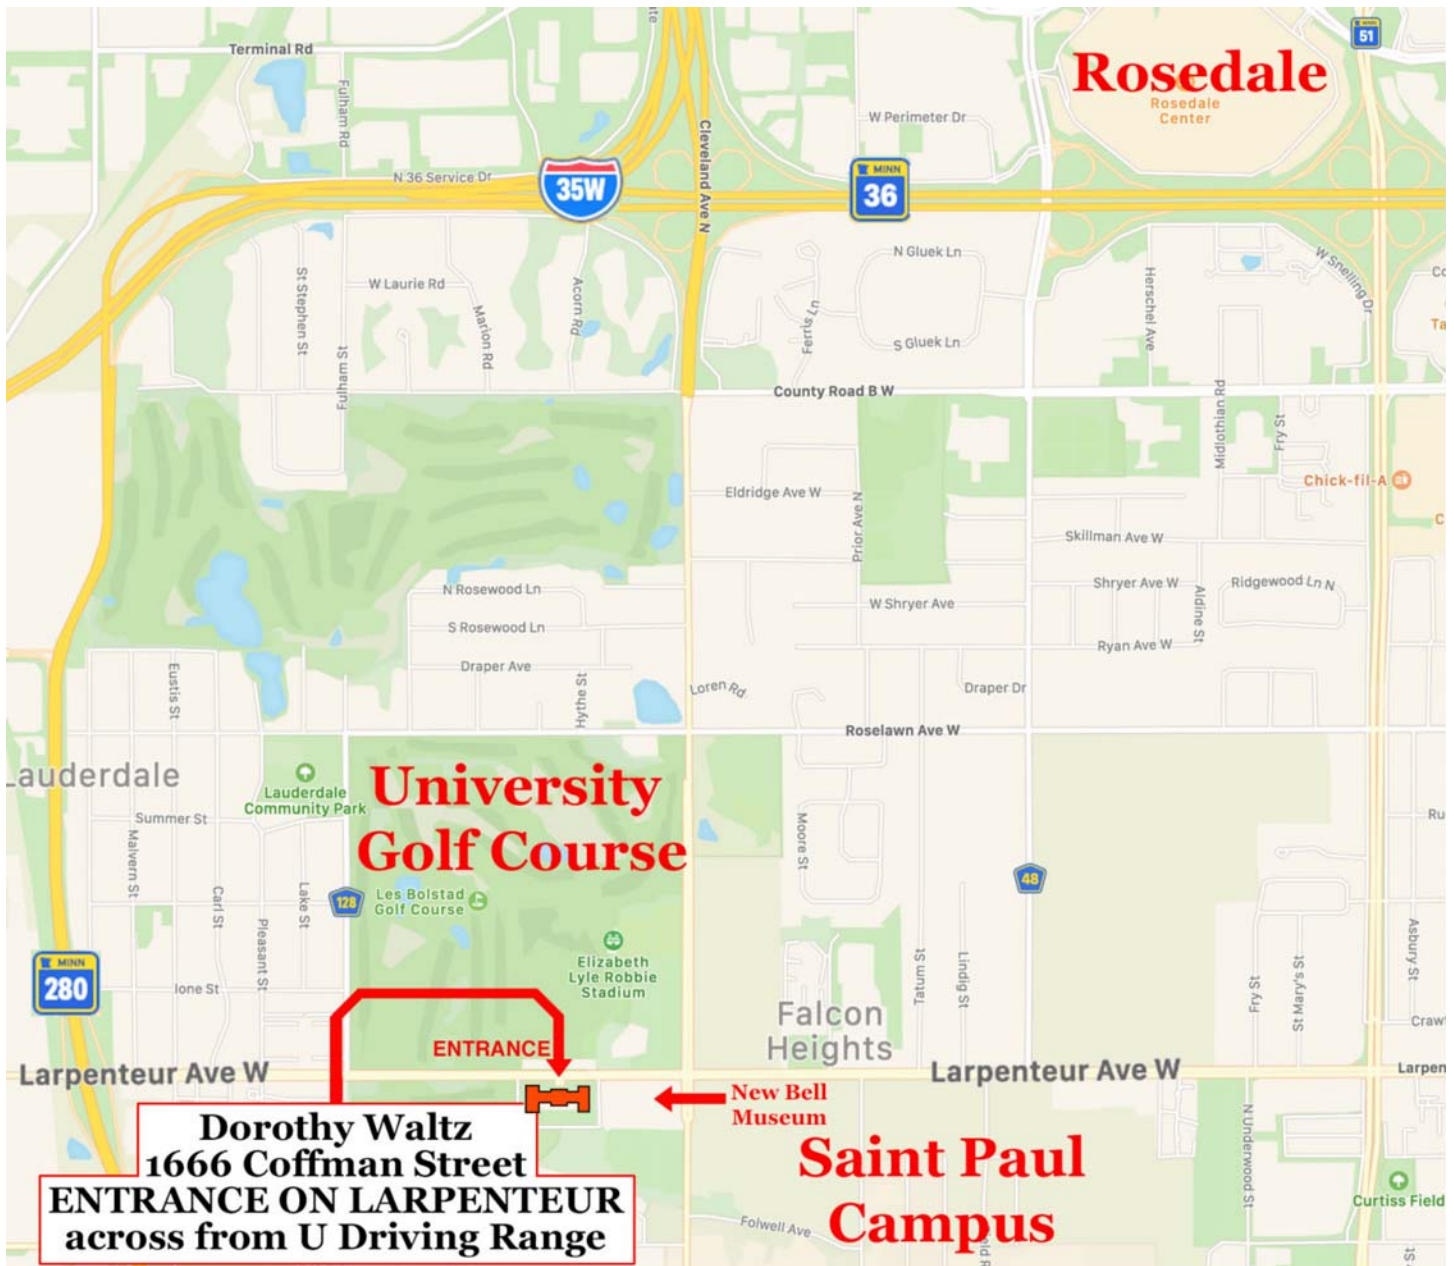 MINN
51
Terminal Rd
Rosedale
Rosedale
Center
Fulham Rd
W Perimeter Dr
Cleveland Ave N
N 36 Service Dr
35W
MINN
36
N Gluek Ln
W Snelling Dr
St Stephen St
W Laurie Rd
Marion Rd
Acorn Rd
Ferris Ln
Herschel Ave
S Gluek Ln
Fulham St
County Road B W
Midlothian Rd
Fry St
Chick-fil-A
Eldridge Ave W
Prior Ave N
Skillman Ave W
N Rosewood Ln
Shryer Ave W
Ridgewood Ln N
W Shryer Ave
Aldine St
S Rosewood Ln
Ryan Ave W
Draper Ave
Eustis St
Hythe St
Loren Rd
Draper Dr
Roselawn Ave W
Lauderdale
University
Golf Course
Lauderdale
Community Park
Summer St
Malvern St
Moore St
Carl St
Lake St
Pleasant St
128
Les Bolstad
Golf Course
48
Elizabeth
Lyle Robbie
Stadium
Tatum St
Lindig St
Asbury St
Fry St
St Mary's St
MINN
280
Ione St
Falcon
Heights
ENTRANCE
Larpenteur Ave W
Larpenteur Ave W
Larpen
Crawf
New Bell
Museum
Dorothy Waltz
1666 Coffman Street
ENTRANCE ON LARPENTEUR
across from U Driving Range
Saint Paul
Campus
N Underwood St
Curtiss Field
Folwell Ave